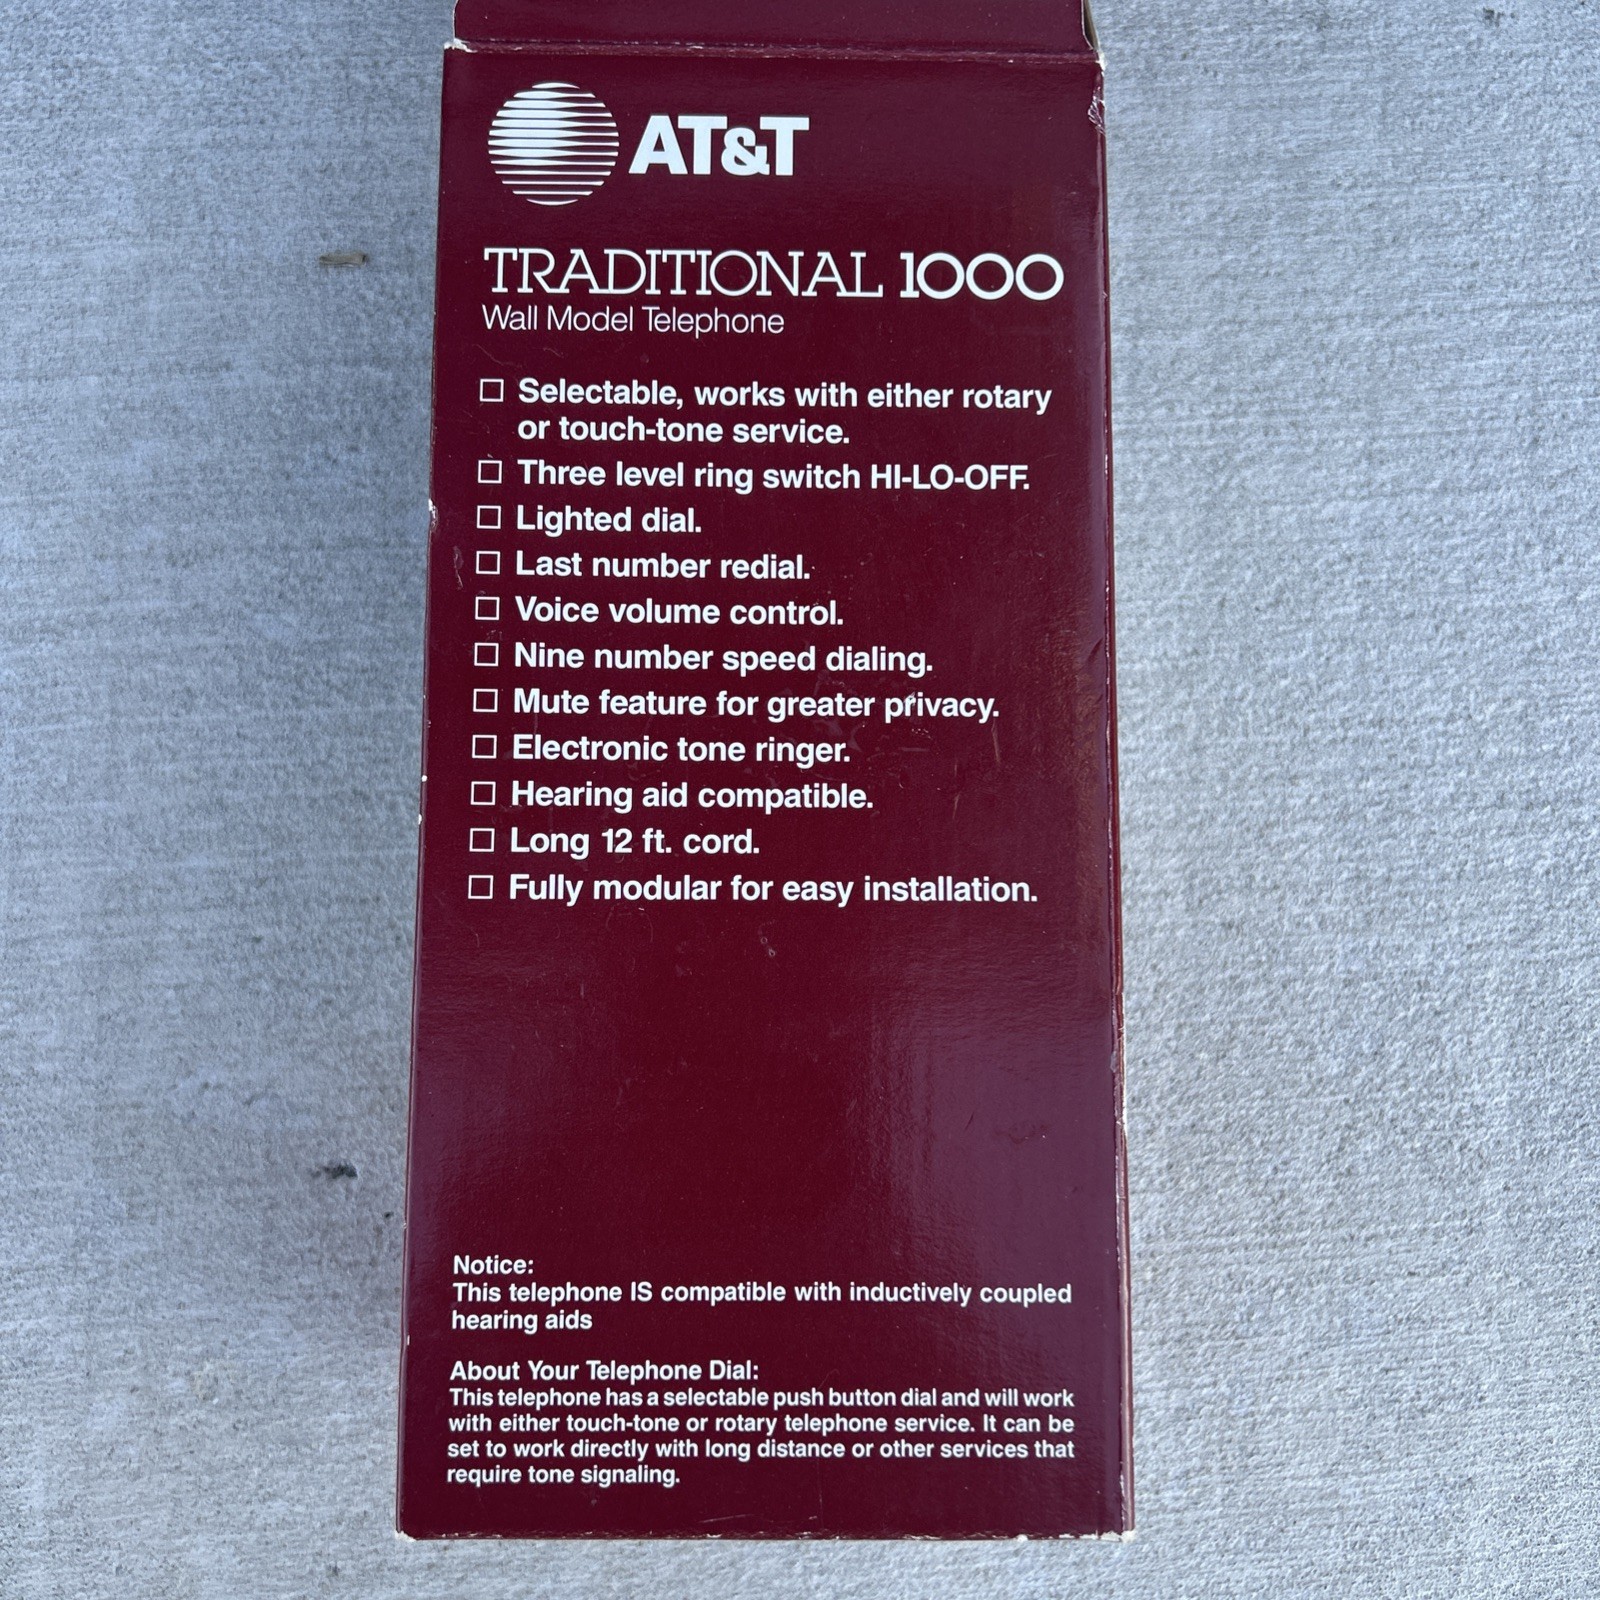 AT&T
TRADITIONAL 1000
Wall Model Telephone
☐ Selectable, works with either rotary
or touch-tone service.
☐ Three level ring switch HI-LO-OFF.
☐ Lighted dial.
☐ Last number redial.
☐ Voice volume control.
☐ Nine number speed dialing.
☐ Mute feature for greater privacy.
☐ Electronic tone ringer.
☐ Hearing aid compatible.
☐ Long 12 ft. cord.
☐ Fully modular for easy installation.
Notice:
This telephone IS compatible with inductively coupled
hearing aids
About Your Telephone Dial:
This telephone has a selectable push button dial and will work
with either touch-tone or rotary telephone service. It can be
set to work directly with long distance or other services that
require tone signaling.